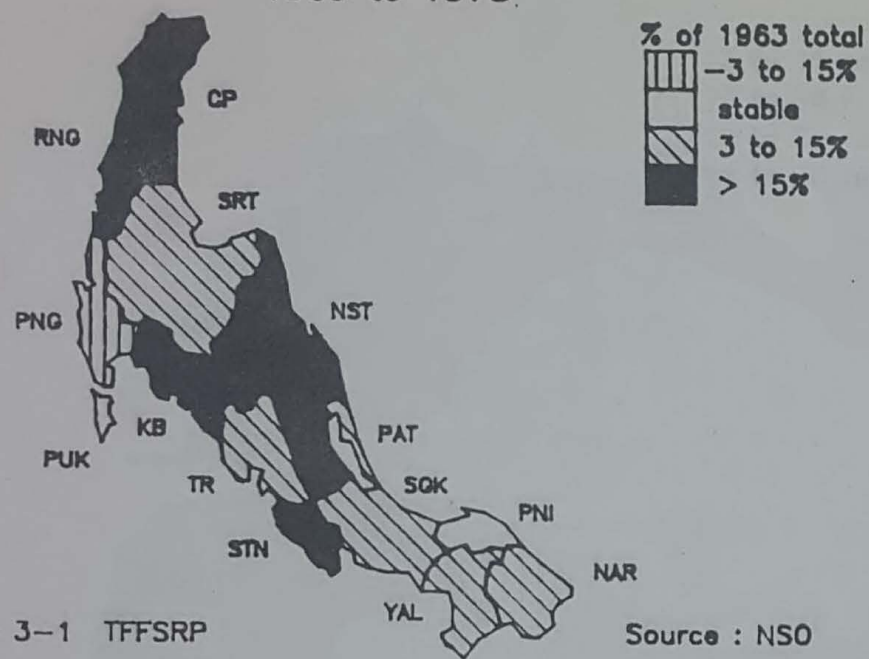 % of 1963 total
-3 to 15%
stable
3 to 15%
> 15%
CP
RNG
SRT
PNG
NST
KB
PAT
PUK
TR
SGK
PNI
STN
NAR
YAL
3-1 TFFSRP
Source : NSO